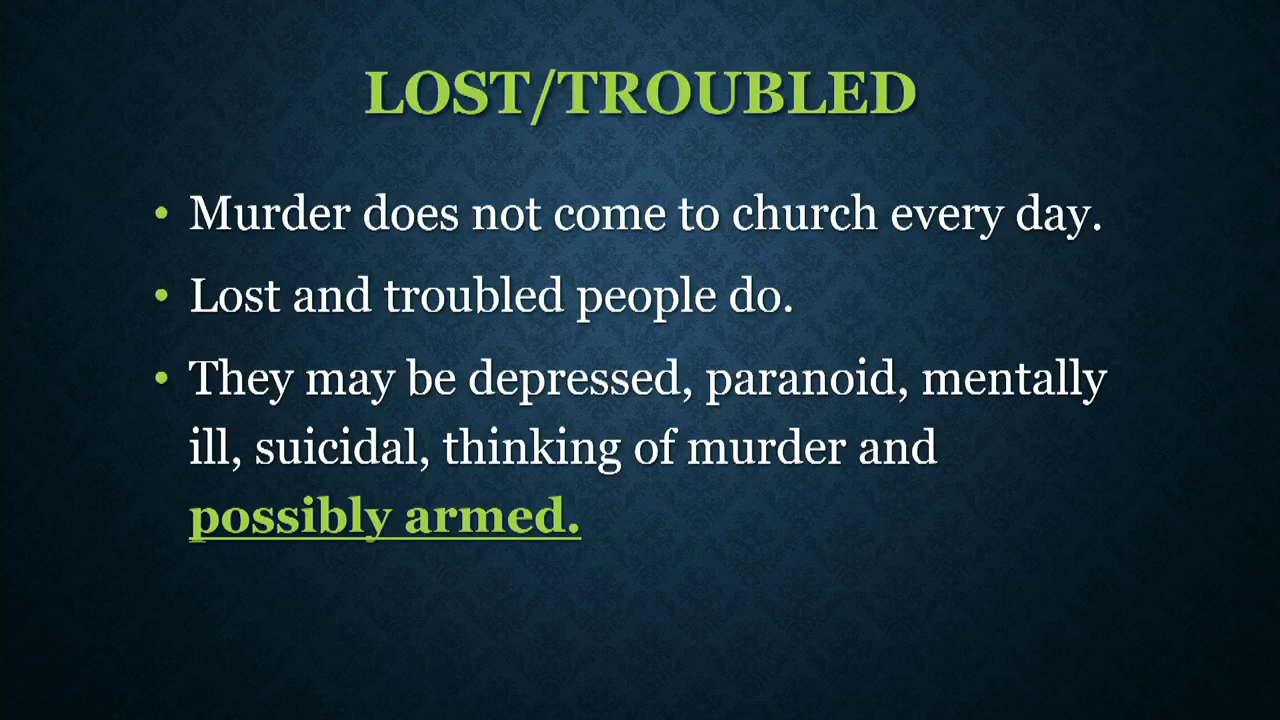 LOST/TROUBLED
• Murder does not come to church every day.
• Lost and troubled people do.
• They may be depressed, paranoid, mentally
ill, suicidal, thinking of murder and
possibly armed.